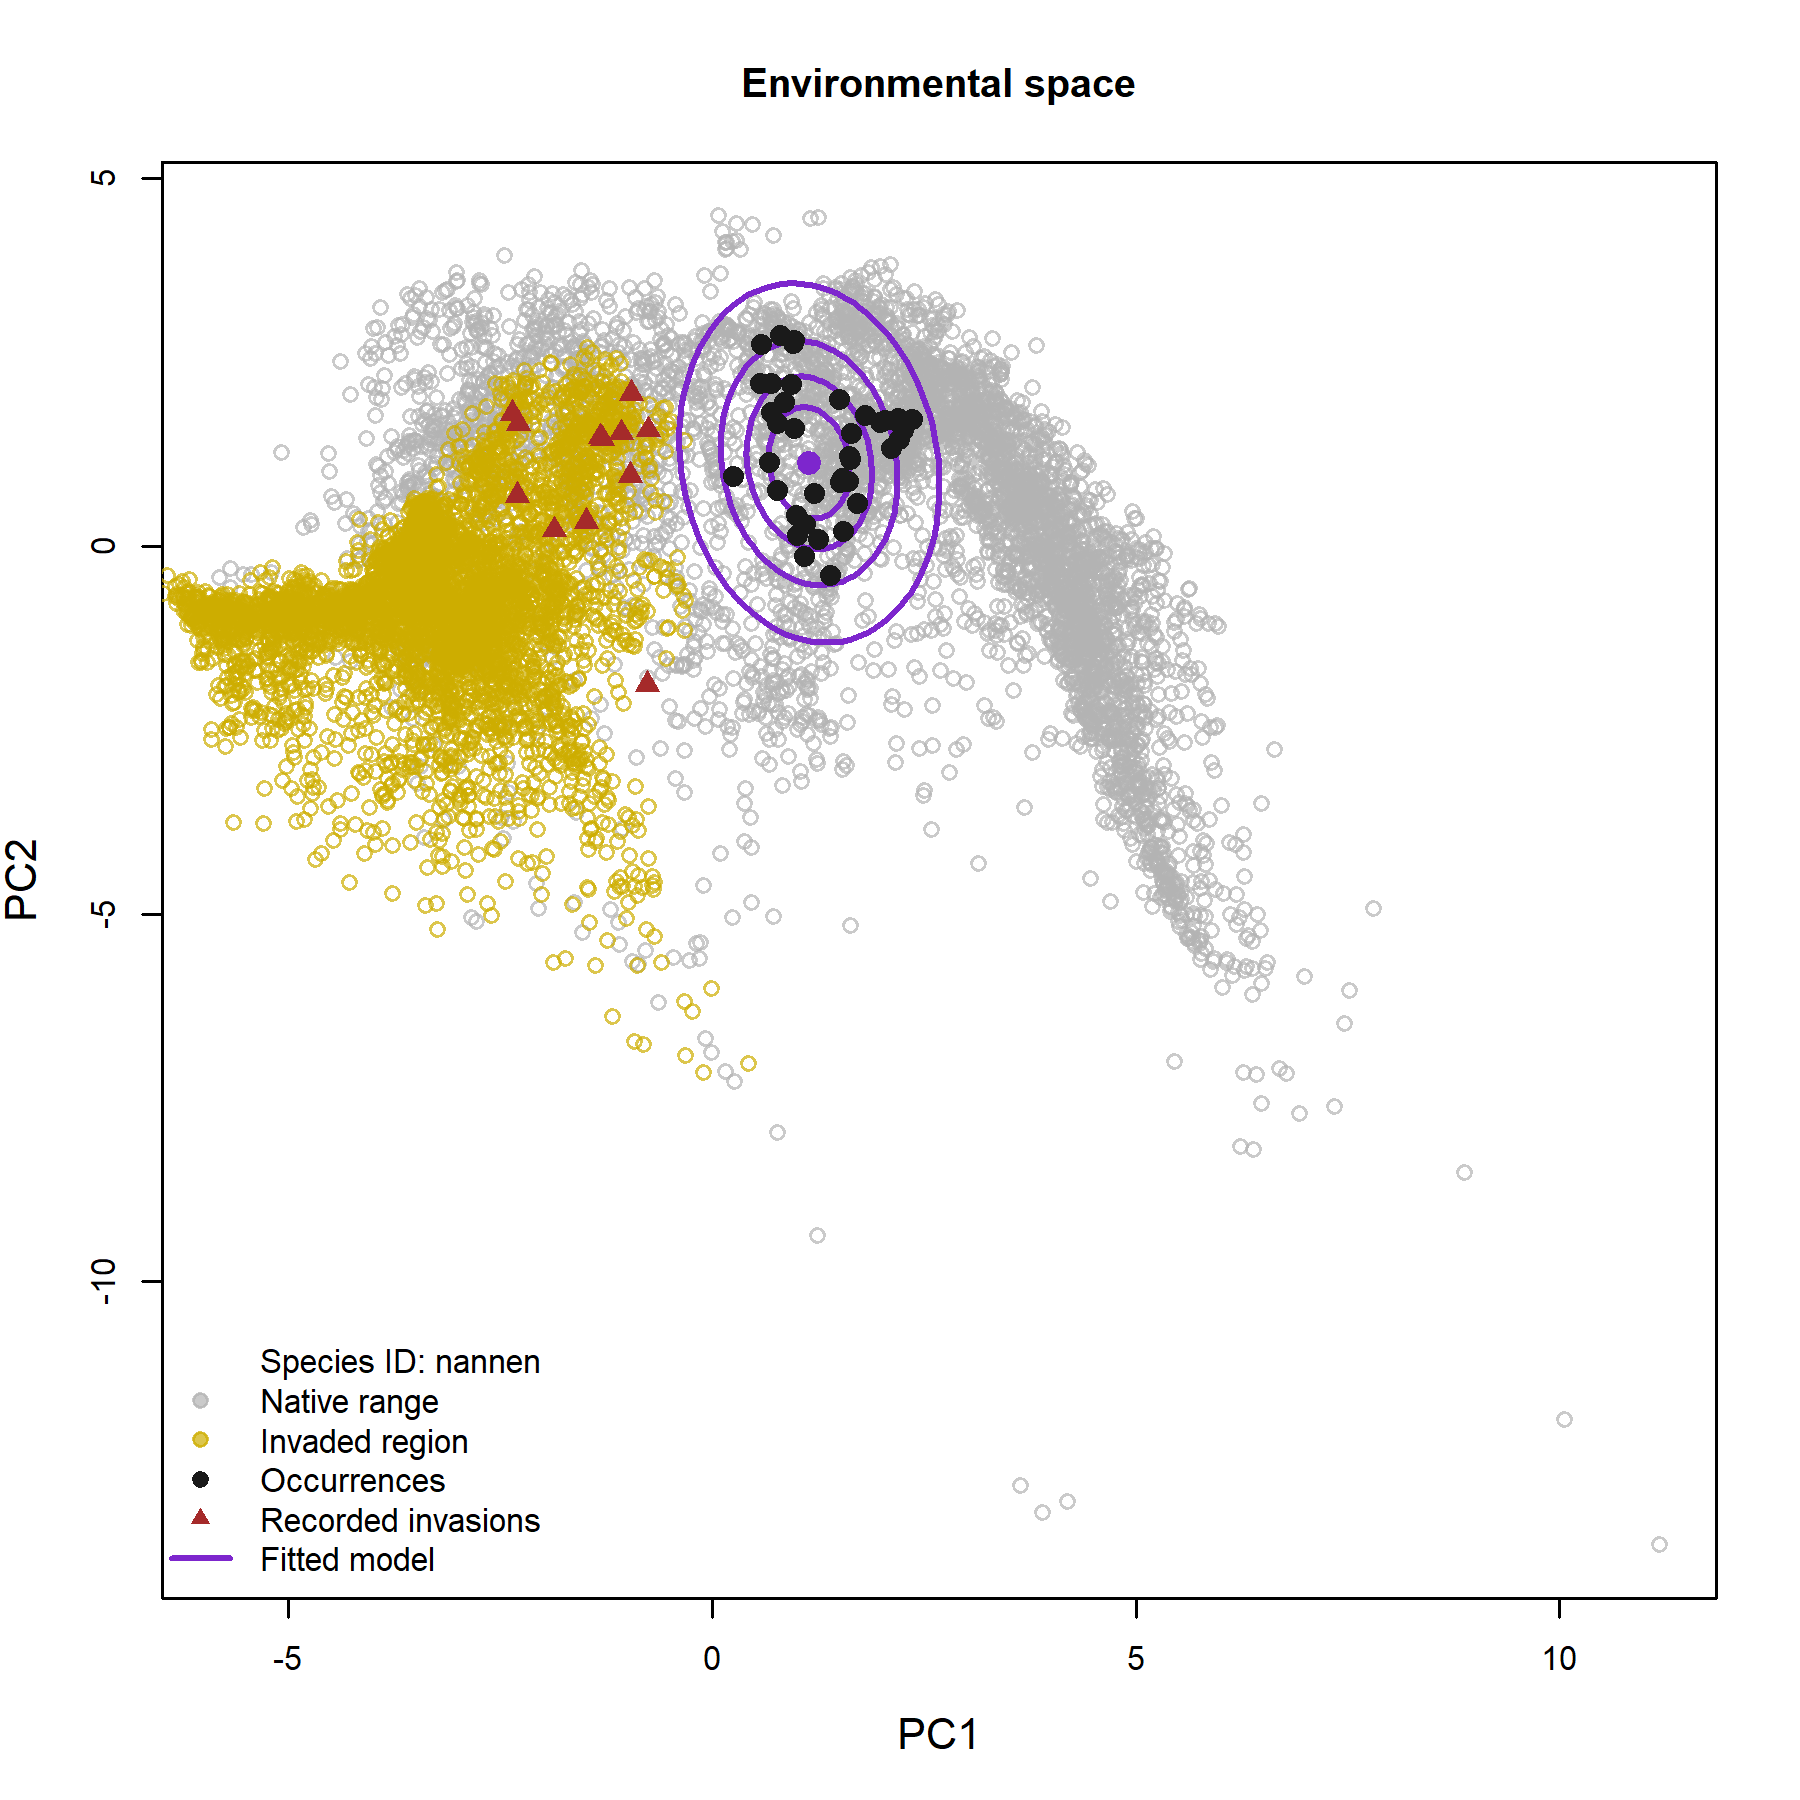 Environmental space
5
0
-5
-10
PC2
Species ID: nannen
Native range
Invaded region
Occurrences
Recorded invasions
Fitted model
-5 0 5 10
PC1